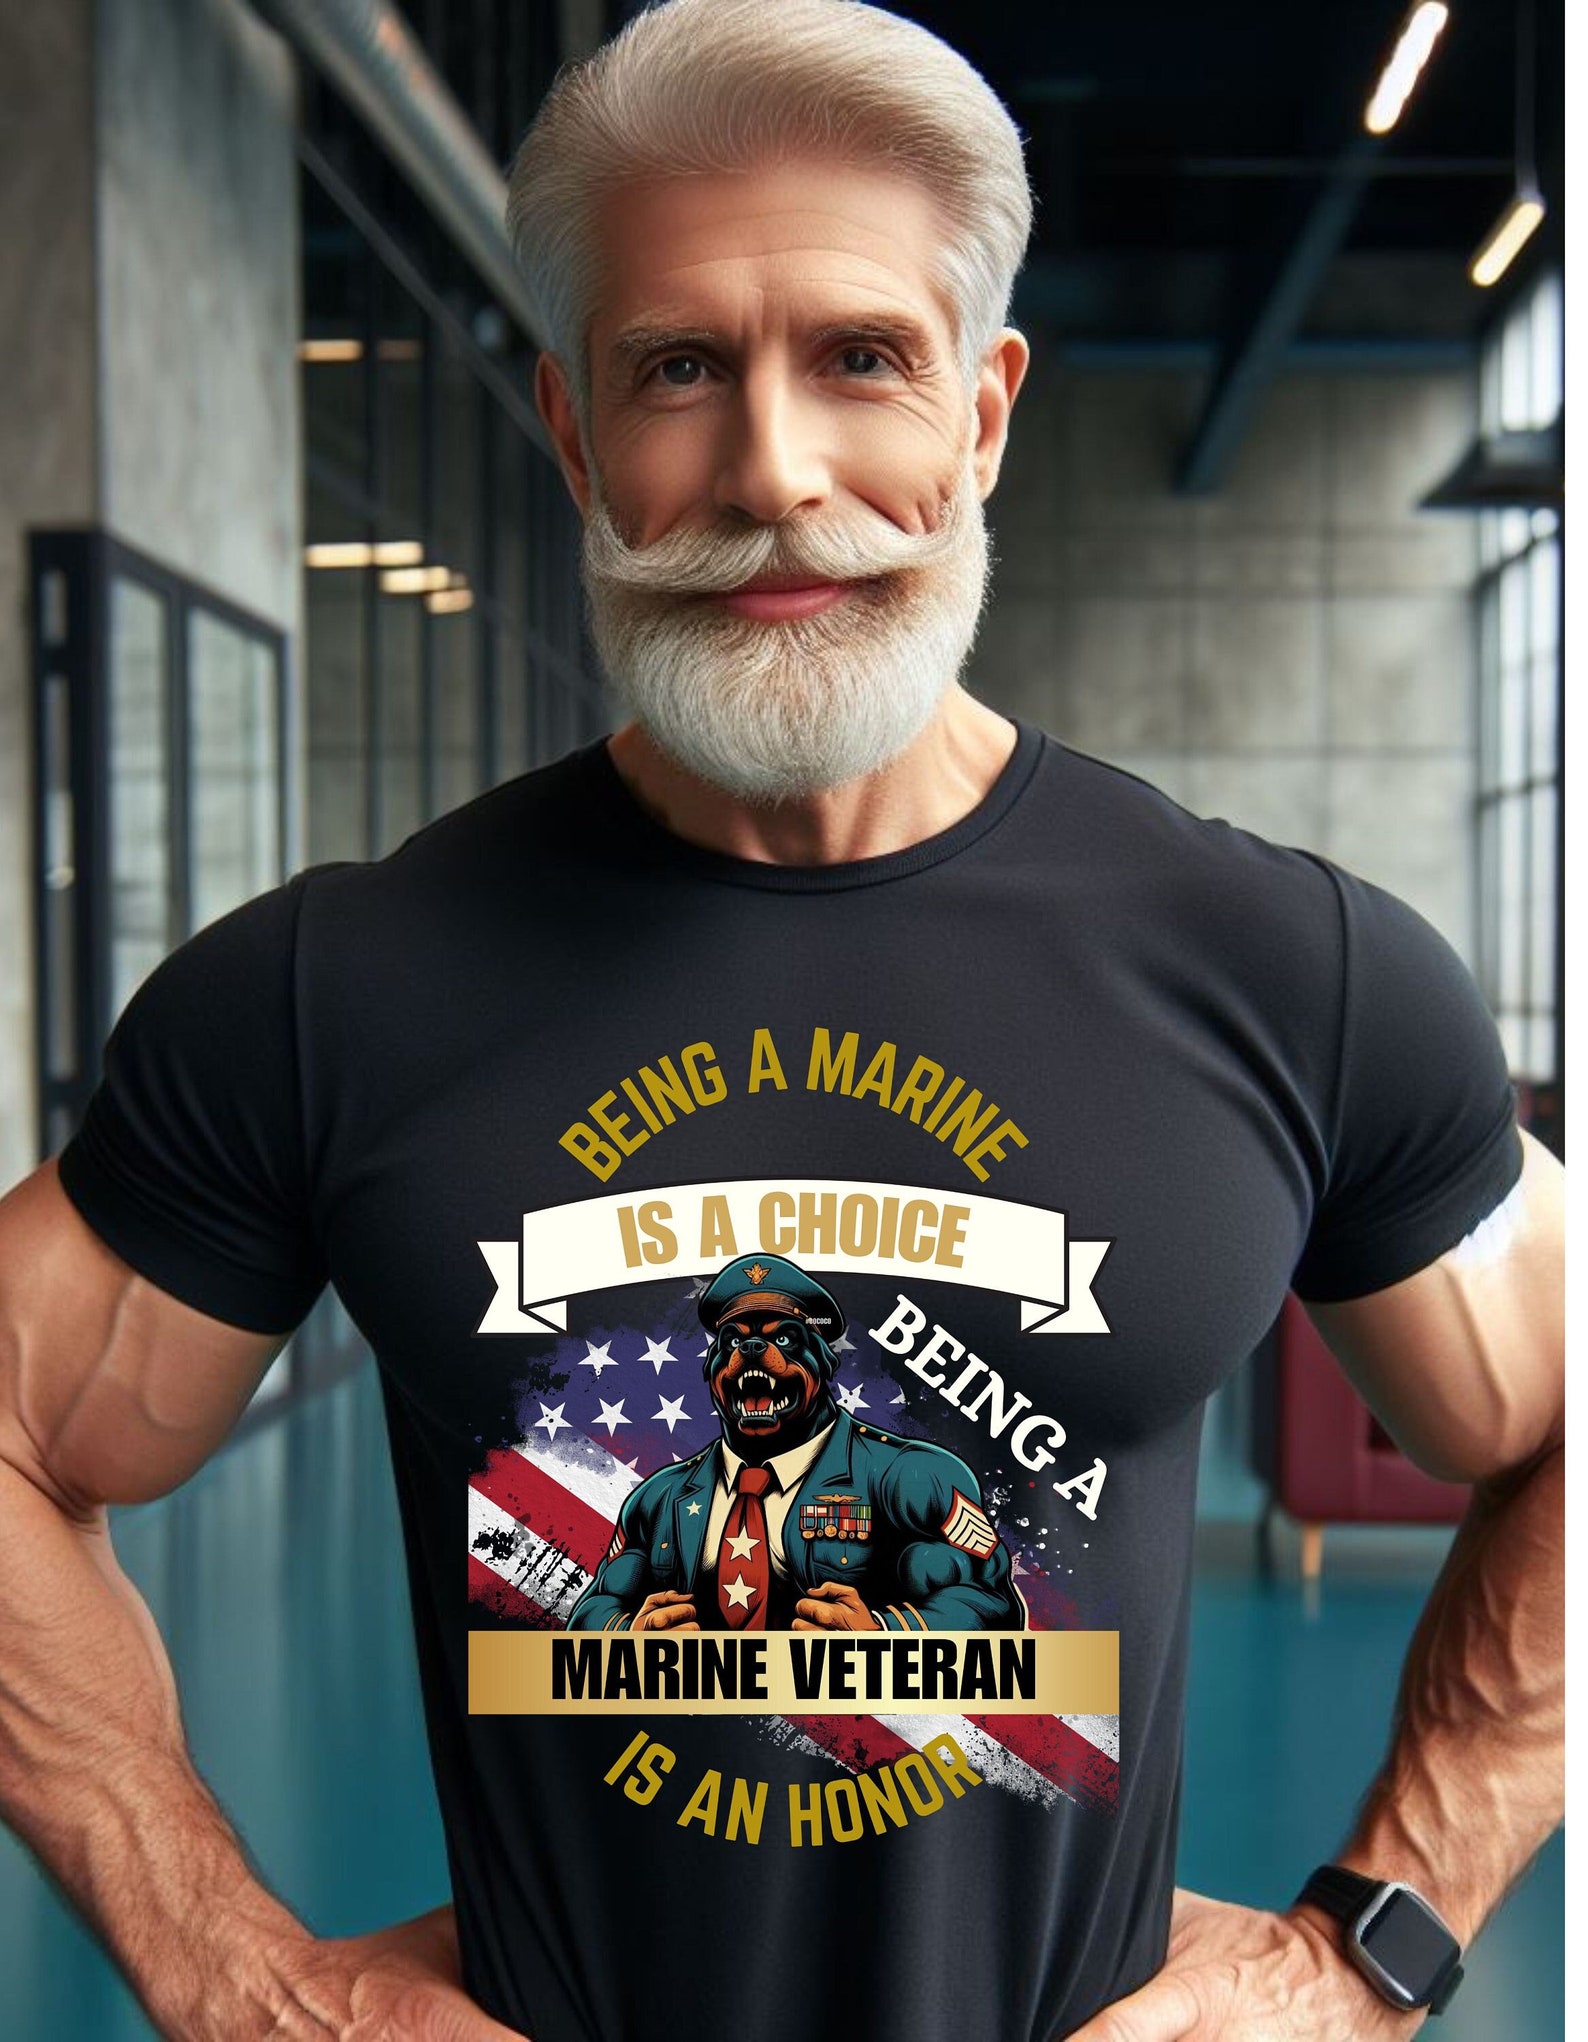 BEING A MARINE
IS A CHOICE
BEING A
MARINE VETERAN
IS AN HONOR